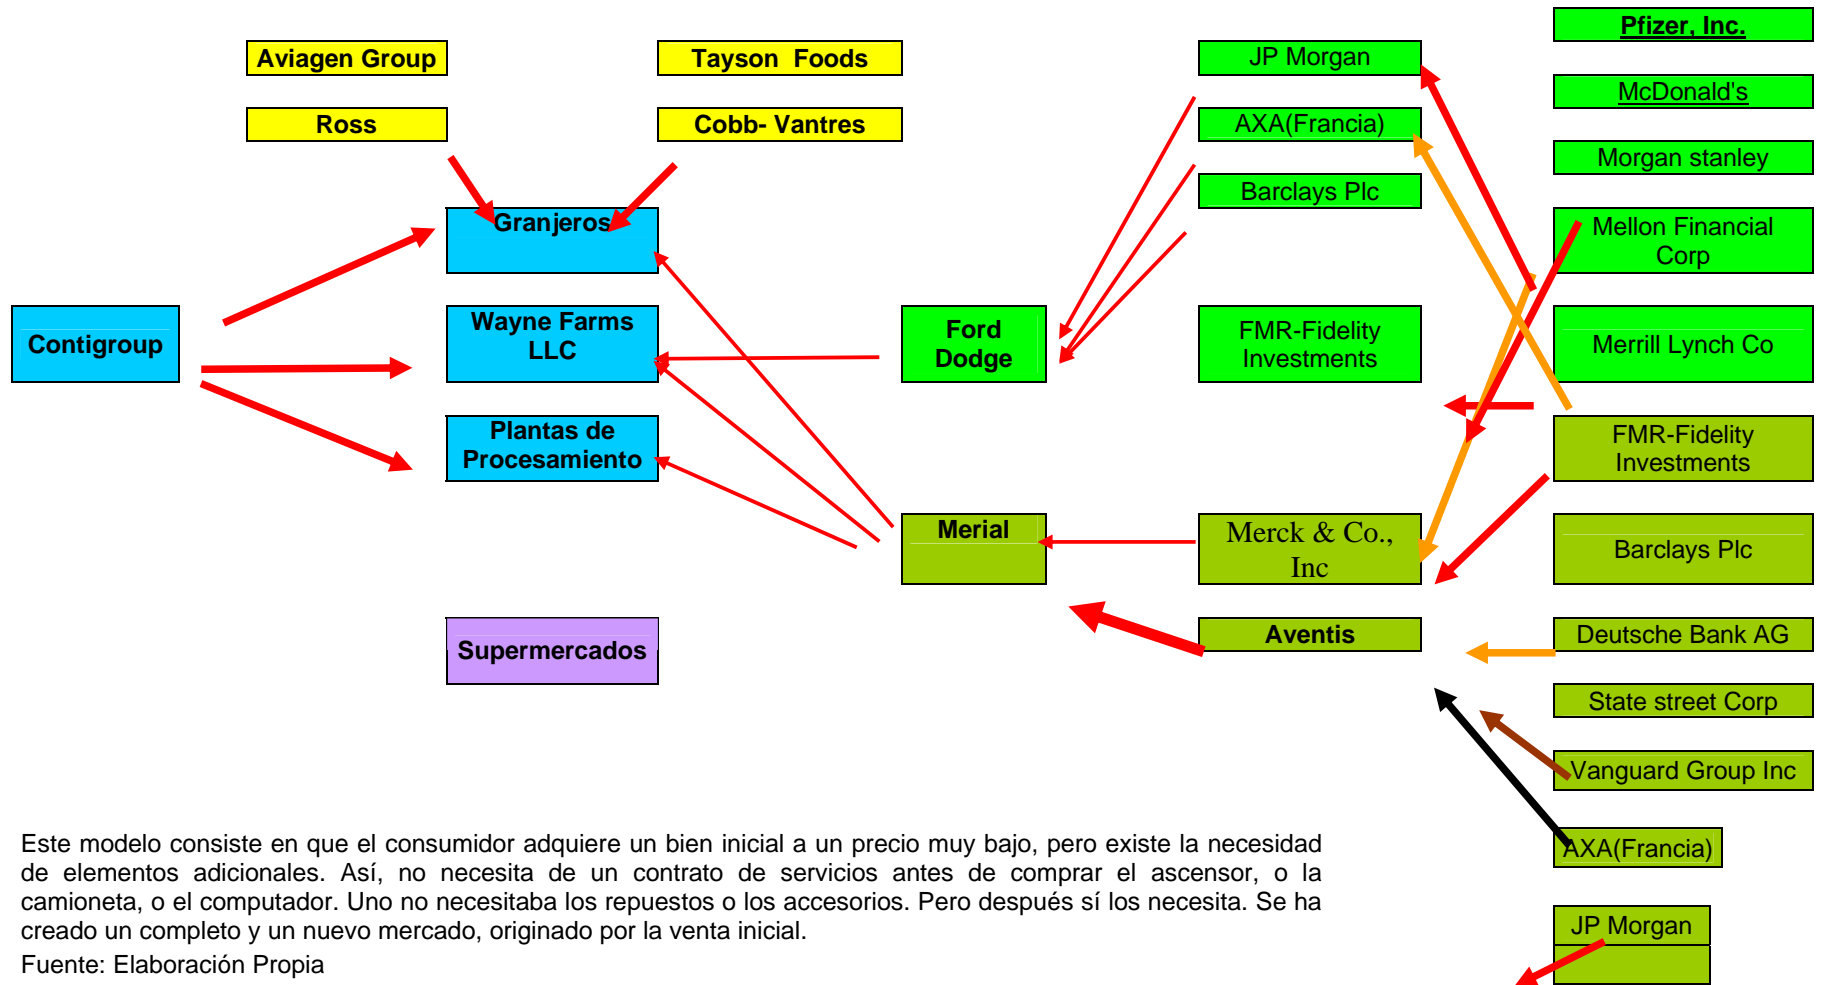 Pfizer, Inc.
Aviagen Group
Tayson Foods
JP Morgan
McDonald's
Ross
Cobb- Vantres
AXA(Francia)
Morgan stanley
Barclays Plc
Granjeros
Mellon Financial
Corp
Contigroup
Wayne Farms
LLC
Ford
Dodge
FMR-Fidelity
Investments
Merrill Lynch Co
Plantas de
Procesamiento
FMR-Fidelity
Investments
Merial
Merck & Co.,
Inc
Barclays Plc
Supermercados
Aventis
Deutsche Bank AG
State street Corp
Vanguard Group Inc
AXA(Francia)
JP Morgan
Este modelo consiste en que el consumidor adquiere un bien inicial a un precio muy bajo, pero existe la necesidad
de elementos adicionales. Así, no necesita de un contrato de servicios antes de comprar el ascensor, o la
camioneta, o el computador. Uno no necesitaba los repuestos o los accesorios. Pero después sí los necesita. Se ha
creado un completo y un nuevo mercado, originado por la venta inicial.
Fuente: Elaboración Propia